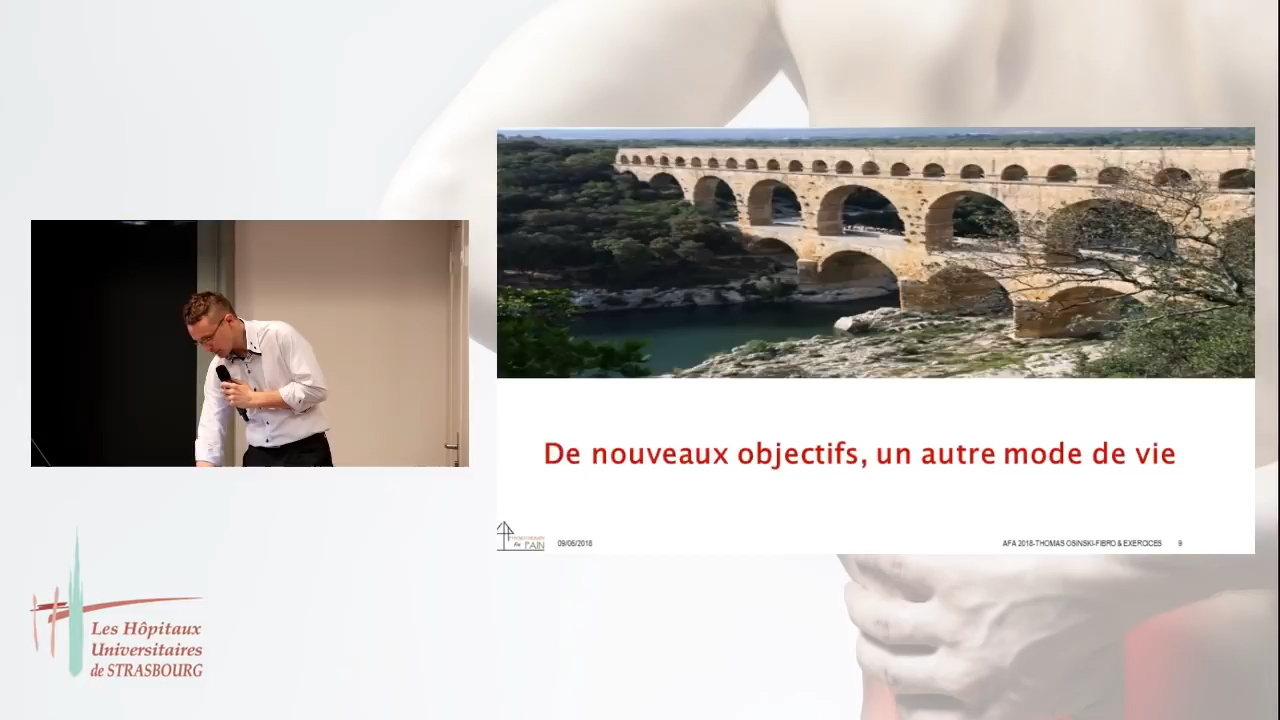 De nouveaux objectifs, un autre mode de vie
PAIN
09/06/2018
AFA 2018-THOMAS OSINSKI-FIBRO & EXERCICES
9
Les Hôpitaux
Universitaires
de STRASBOURG